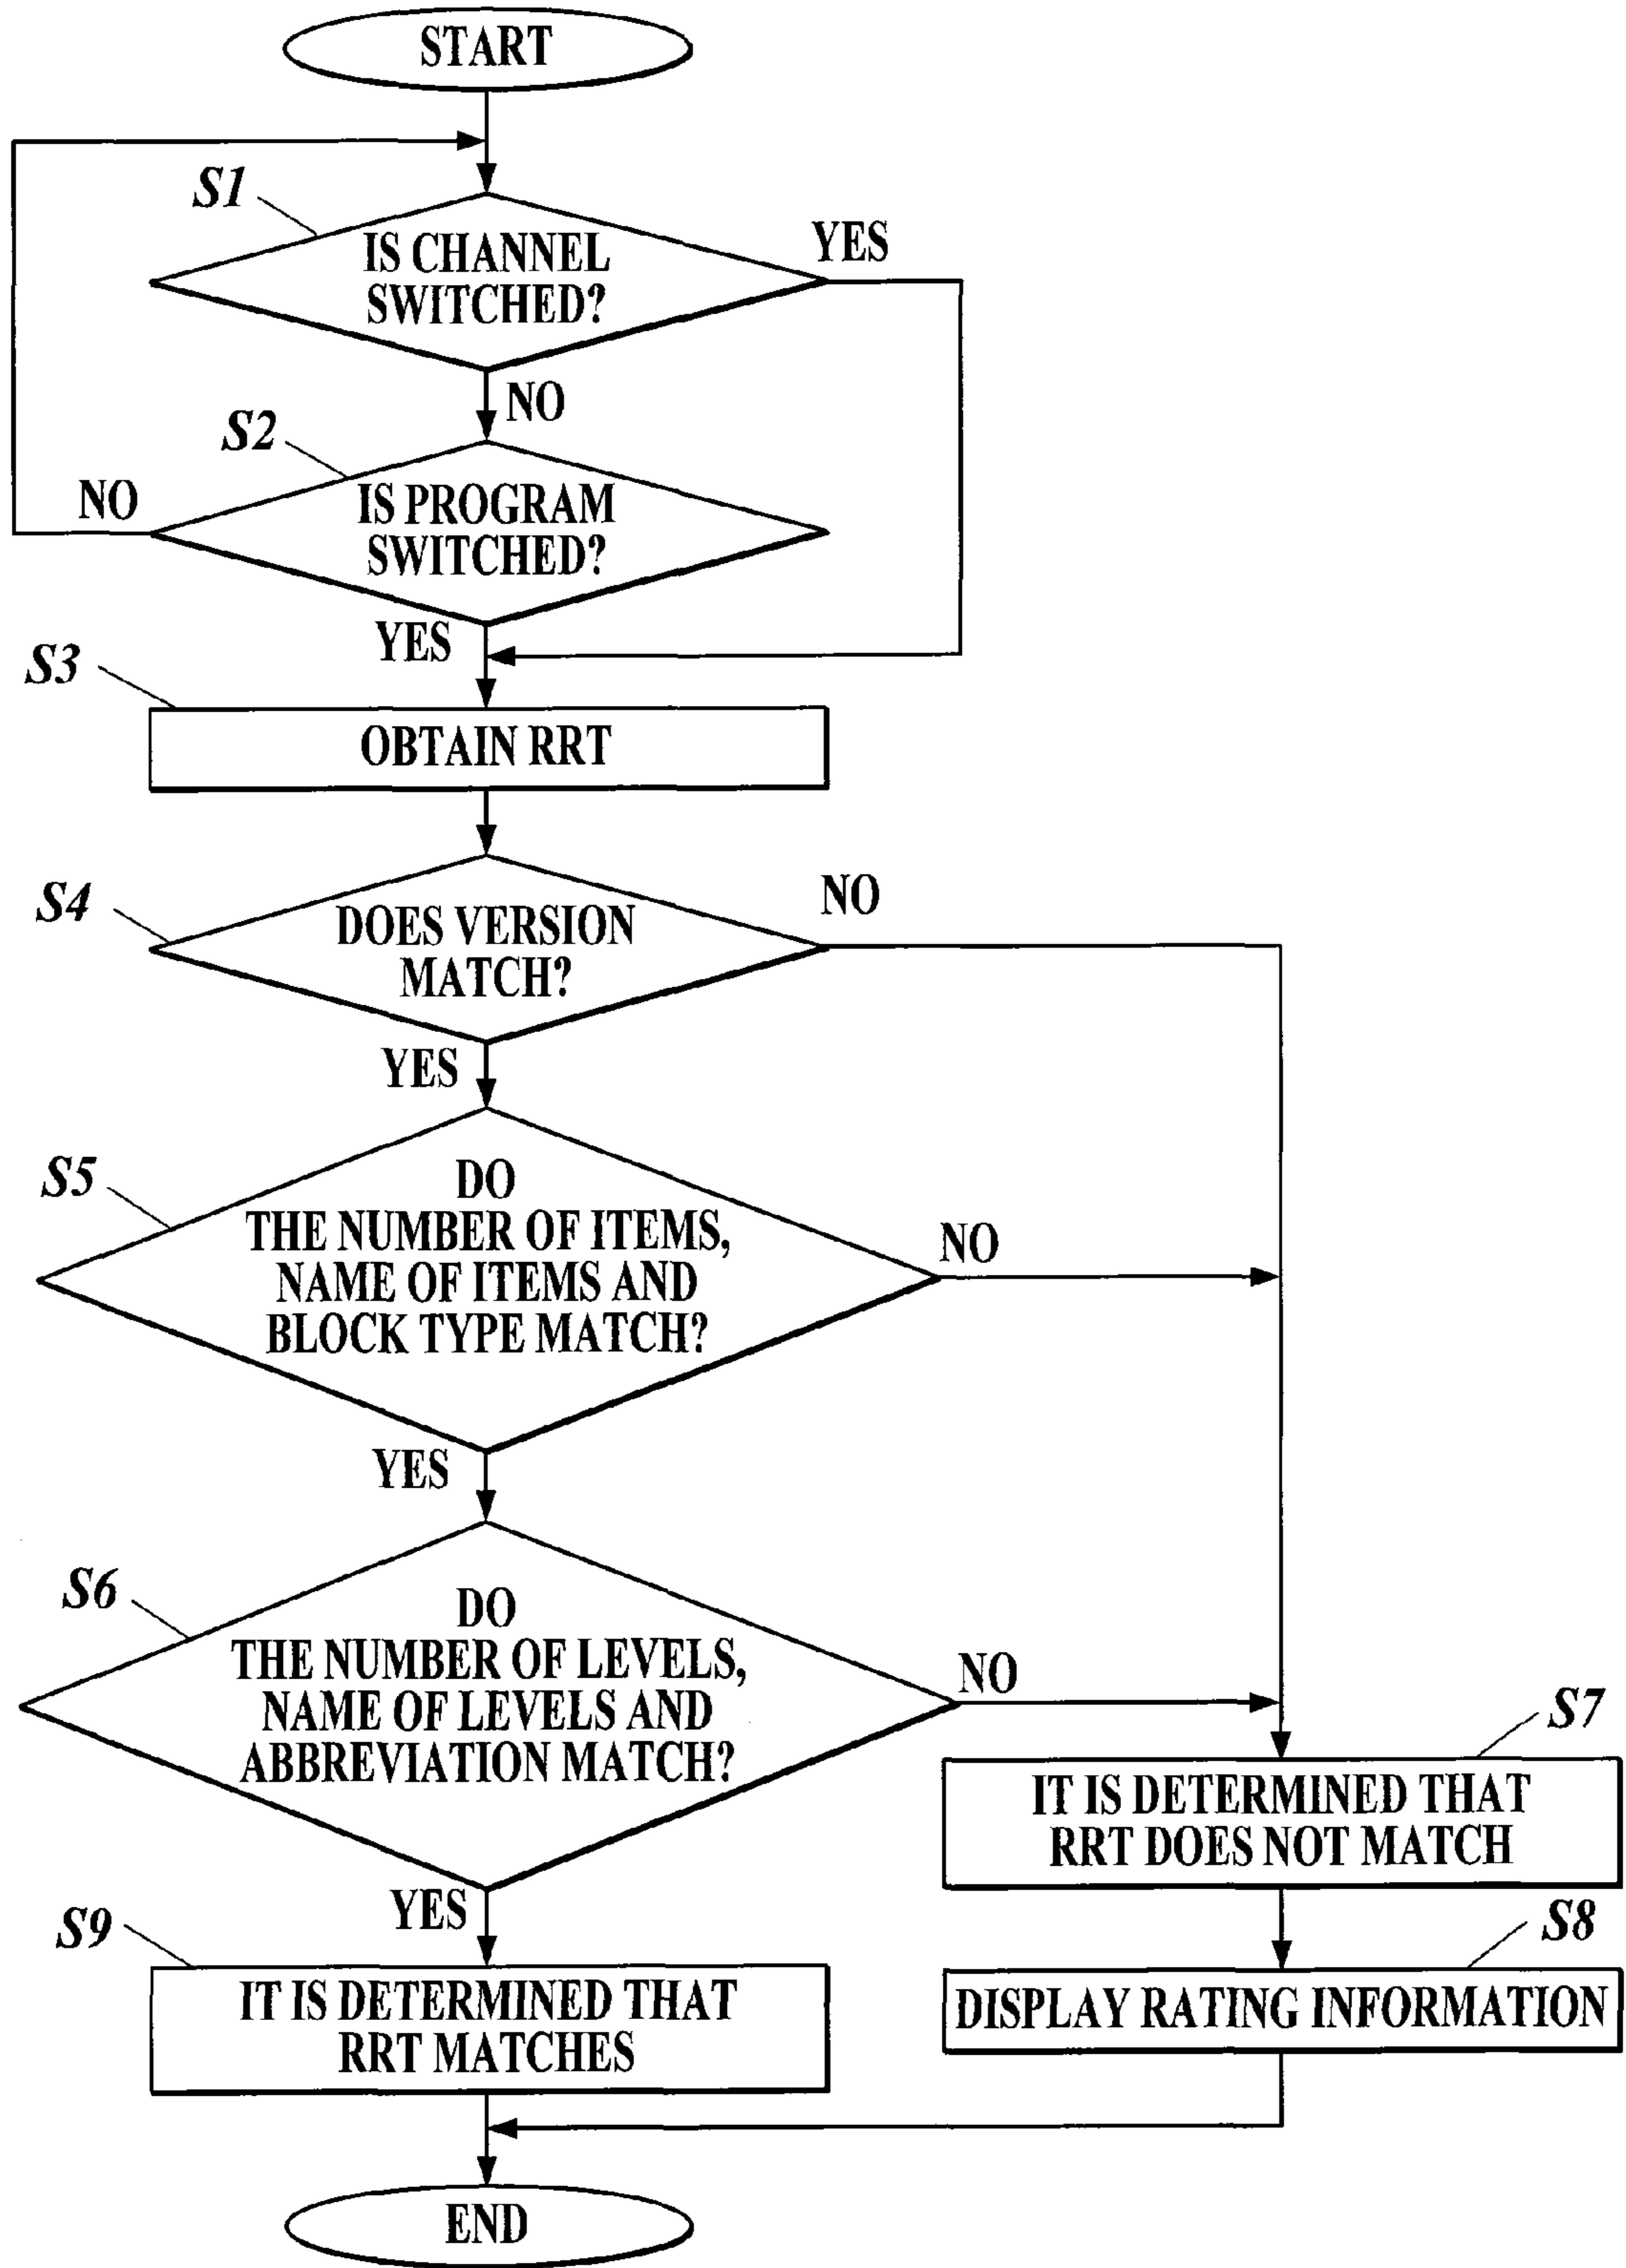 START
S1
IS CHANNEL
SWITCHED?
YES
NO
S2
IS PROGRAM
SWITCHED?
NO
YES
S3
OBTAIN RRT
S4
DOES VERSION
MATCH?
NO
YES
S5
DO
THE NUMBER OF ITEMS,
NAME OF ITEMS AND
BLOCK TYPE MATCH?
NO
YES
S6
DO
THE NUMBER OF LEVELS,
NAME OF LEVELS AND
ABBREVIATION MATCH?
NO
YES
S7
IT IS DETERMINED THAT
RRT DOES NOT MATCH
S8
DISPLAY RATING INFORMATION
S9
IT IS DETERMINED THAT
RRT MATCHES
END